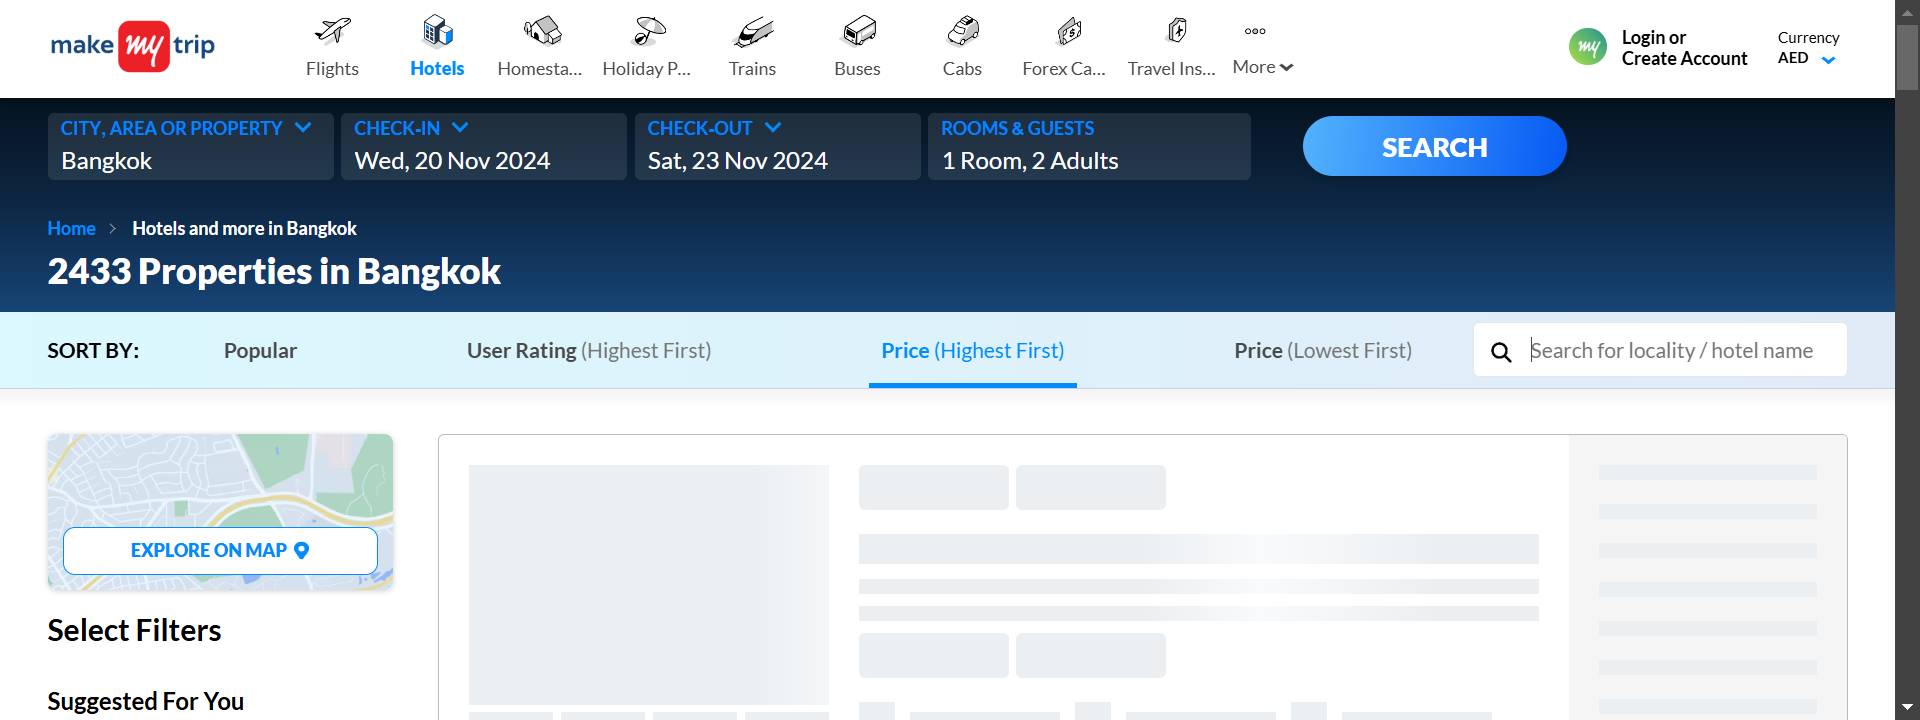 make my trip
Flights
Hotels
Homesta...
Holiday P...
Trains
Buses
Cabs
Forex Ca...
Travel Ins...
More
my
Login or
Create Account
Currency
AED
CITY, AREA OR PROPERTY
Bangkok
CHECK-IN
Wed, 20 Nov 2024
CHECK-OUT
Sat, 23 Nov 2024
ROOMS & GUESTS
1 Room, 2 Adults
SEARCH
Home > Hotels and more in Bangkok
2433 Properties in Bangkok
SORT BY:
Popular
User Rating (Highest First)
Price (Highest First)
Price (Lowest First)
Search for locality / hotel name
EXPLORE ON MAP
Select Filters
Suggested For You